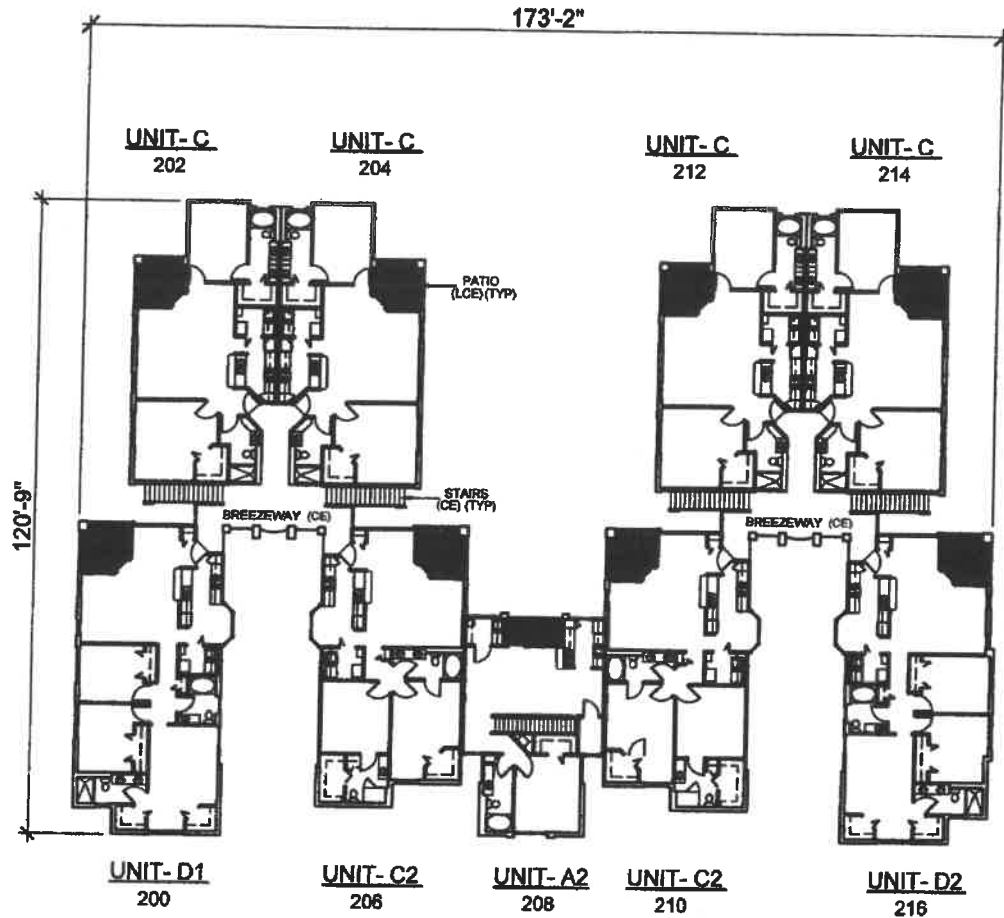 173'-2"
UNIT- C
202
UNIT- C
204
UNIT- C
212
UNIT- C
214
120'-9"
PATIO
(LCE) (TYP)
STAIRS
(CE) (TYP)
BREEZEWAY (CE)
BREEZEWAY (CE)
UNIT- D1
200
UNIT- C2
206
UNIT- A2
208
UNIT- C2
210
UNIT- D2
216